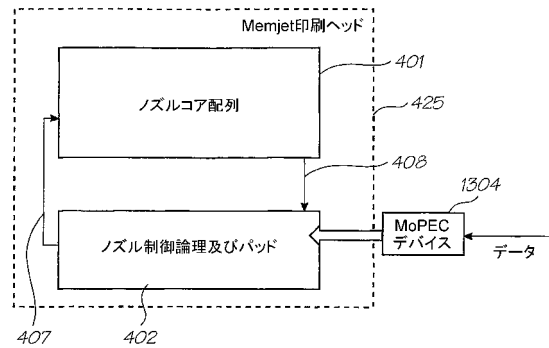 Memjet印刷ヘッド
401
ノズルコア配列
425
408
1304
MoPEC
デバイス
データ
ノズル制御論理及びパッド
407
402